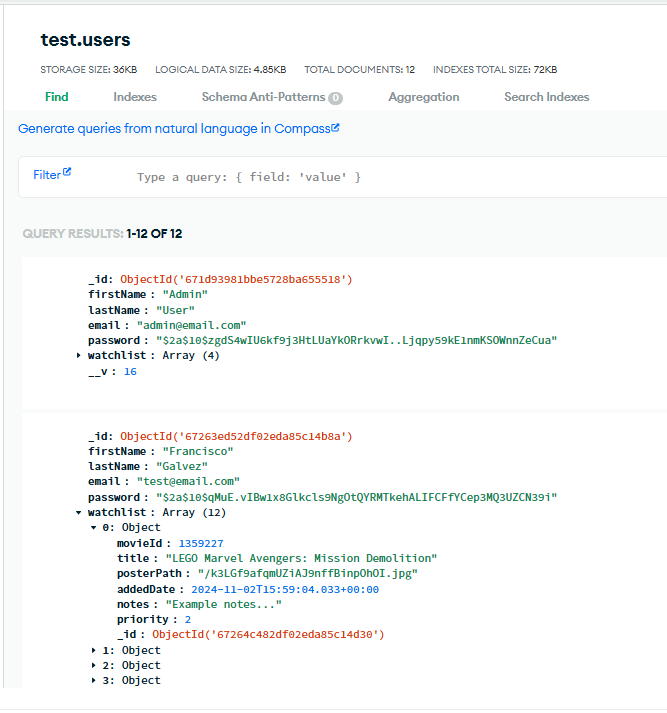 test.users
STORAGE SIZE: 36KB LOGICAL DATA SIZE: 4.85KB TOTAL DOCUMENTS: 12 INDEXES TOTAL SIZE: 72KB
Find Indexes Schema Anti-Patterns 0 Aggregation Search Indexes
Generate queries from natural language in Compass
Filter Type a query: { field: 'value' }
QUERY RESULTS: 1-12 OF 12
_id: ObjectId('671d93981bbe5728ba655518')
firstName : "Admin"
lastName : "User"
email : "admin@email.com"
password : "$2a$10$zgdS4wIU6kf9j3HtLUaYkORrkvwI..Ljqpy59kE1nmKSOWnnZeCua"
watchlist : Array (4)
__v : 16
_id: ObjectId('67263ed52df02eda85c14b8a')
firstName : "Francisco"
lastName : "Galvez"
email : "test@email.com"
password : "$2a$10$qMuE.vIBw1x8Glkcls9NgOtQYRMTkehALIFCFfYCep3MQ3UZCN39i"
watchlist : Array (12)
0: Object
movieId : 1359227
title : "LEGO Marvel Avengers: Mission Demolition"
posterPath : "/k3LGf9afqmUZiAJ9nffBinpOhOI.jpg"
addedDate : 2024-11-02T15:59:04.033+00:00
notes : "Example notes..."
priority : 2
_id : ObjectId('67264c482df02eda85c14d30')
1: Object
2: Object
3: Object